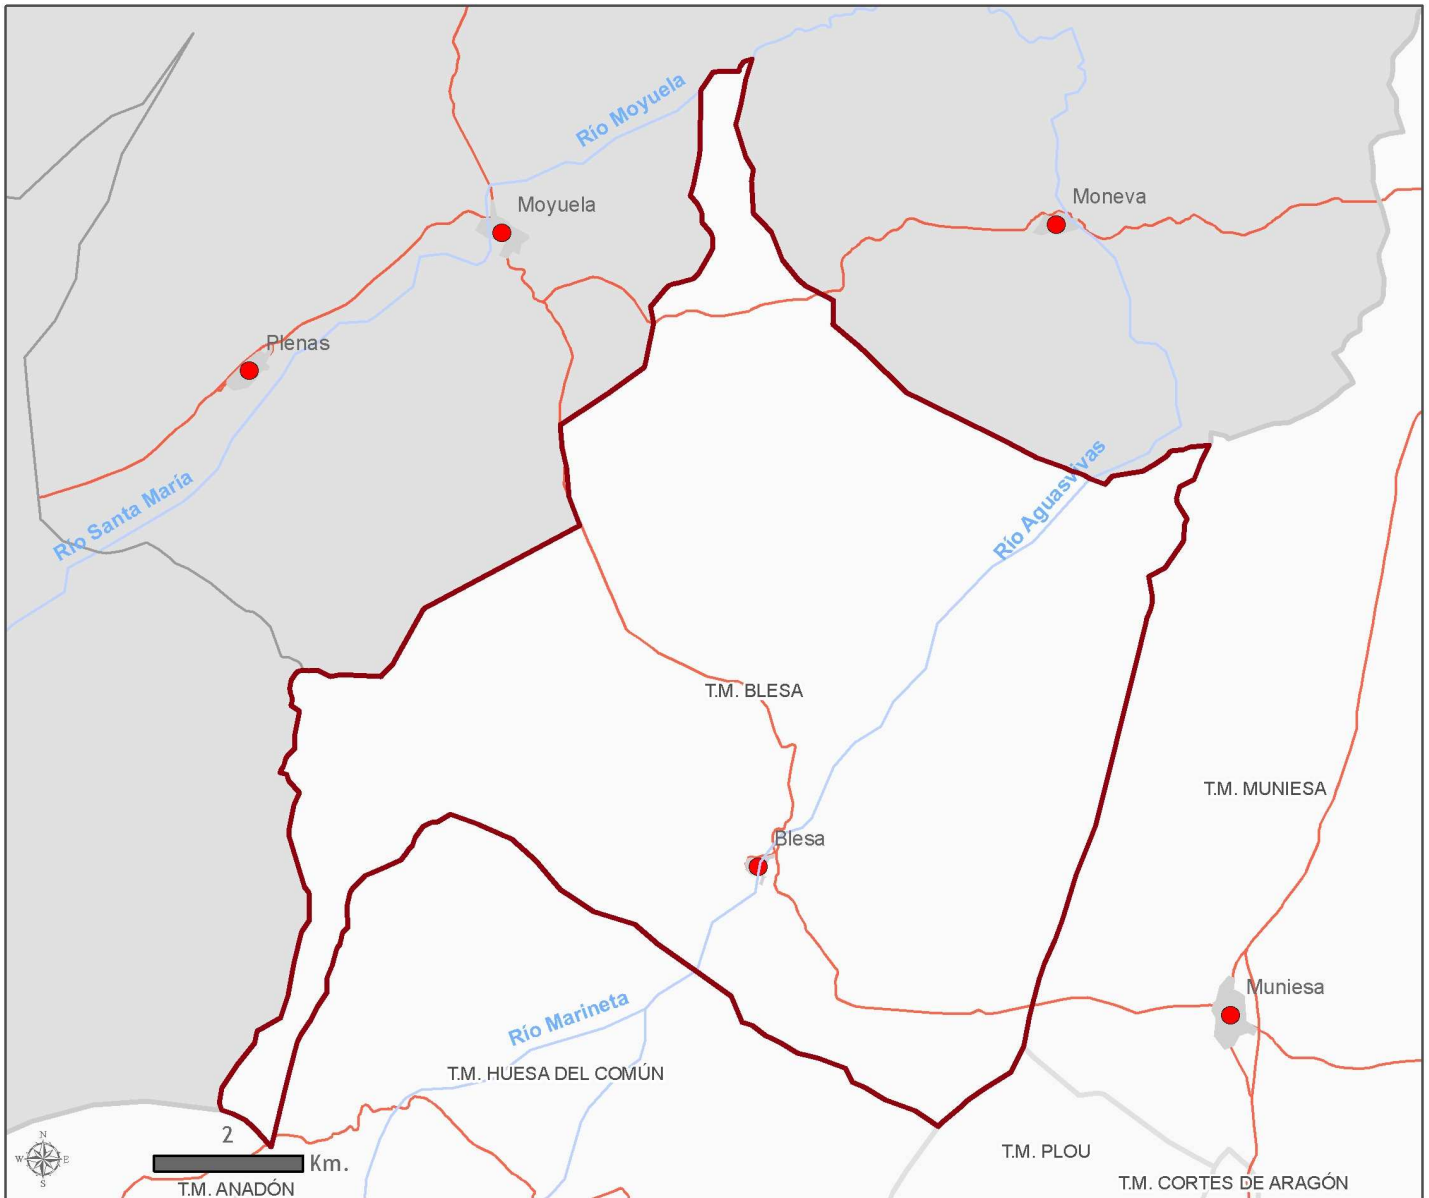 Río Moyuela
Moyuela
Moneva
Plenas
Río Santa María
Río Aguasvivas
T.M. BLESA
T.M. MUNIESA
Blesa
Muniesa
Río Marineta
T.M. HUESA DEL COMÚN
2
Km.
N
W
E
S
T.M. PLOU
T.M. ANADÓN
T.M. CORTES DE ARAGÓN